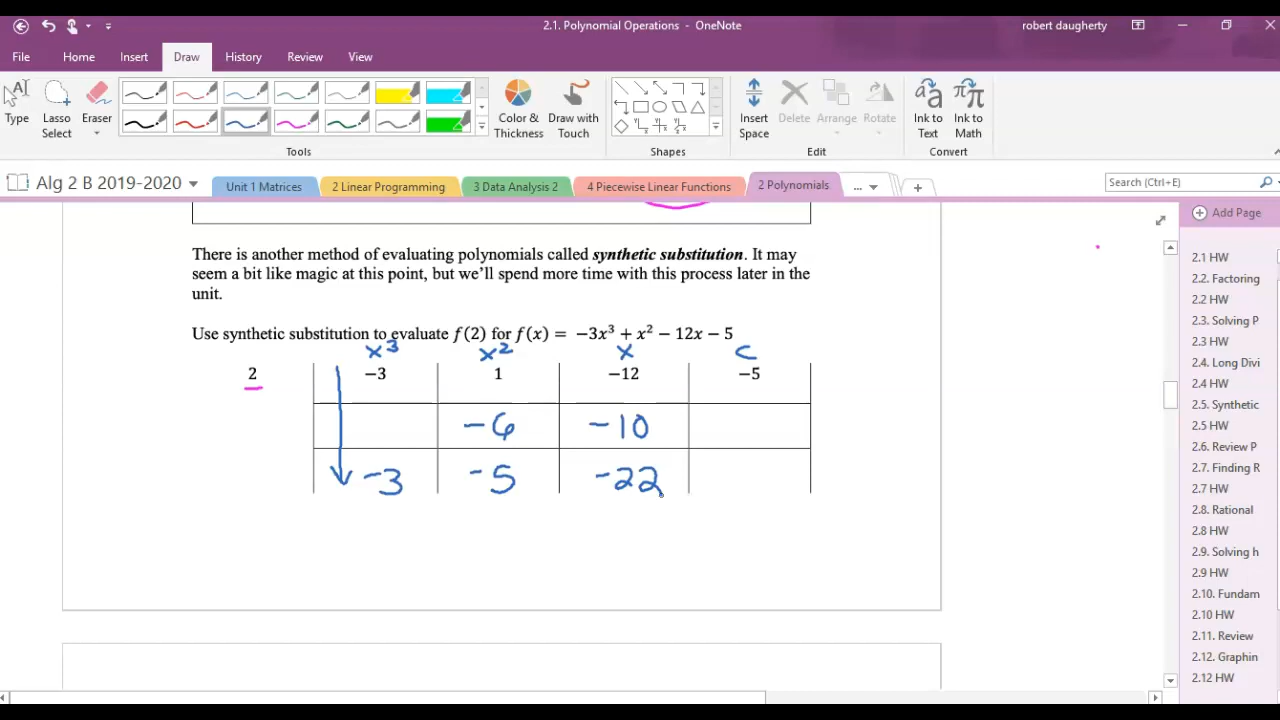 2.1. Polynomial Operations - OneNote
robert daugherty
File Home Insert Draw History Review View
Type
Lasso Select
Eraser
Color & Thickness
Draw with Touch
Insert Space
Delete
Arrange
Rotate
Ink to Text
Ink to Math
Tools
Shapes
Edit
Convert
Alg 2 B 2019-2020
Unit 1 Matrices
2 Linear Programming
3 Data Analysis 2
4 Piecewise Linear Functions
2 Polynomials
...
Search (Ctrl+E)
Add Page
There is another method of evaluating polynomials called synthetic substitution. It may
seem a bit like magic at this point, but we'll spend more time with this process later in the
unit.
Use synthetic substitution to evaluate f(2) for f(x) = −3x³ + x² − 12x − 5
x³ x² x C
2 −3 1 −12 −5
-6 -10
-3 -5 -22
2.1 HW
2.2. Factoring
2.2 HW
2.3. Solving P
2.3 HW
2.4. Long Divi
2.4 HW
2.5. Synthetic
2.5 HW
2.6. Review P
2.7. Finding R
2.7 HW
2.8. Rational
2.8 HW
2.9. Solving h
2.9 HW
2.10. Fundam
2.10 HW
2.11. Review
2.12. Graphin
2.12 HW